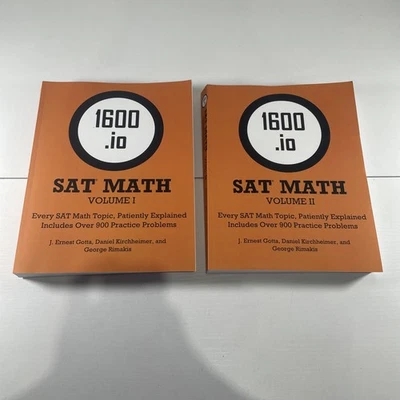 1600
.io
SAT MATH
VOLUME I
Every SAT Math Topic, Patiently Explained
Includes Over 900 Practice Problems
J. Ernest Gotta, Daniel Kirchheimer, and
George Rimakis
1600
.io
SAT MATH
VOLUME II
Every SAT Math Topic, Patiently Explained
Includes Over 900 Practice Problems
J. Ernest Gotta, Daniel Kirchheimer, and
George Rimakis